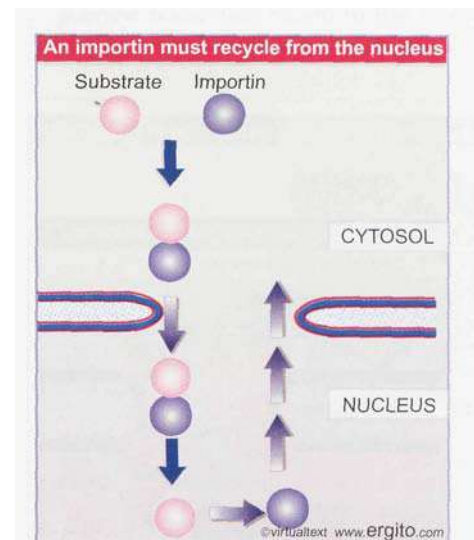 An importin must recycle from the nucleus
Substrate Importin
CYTOSOL
NUCLEUS
©virtualtext www.ergito.com